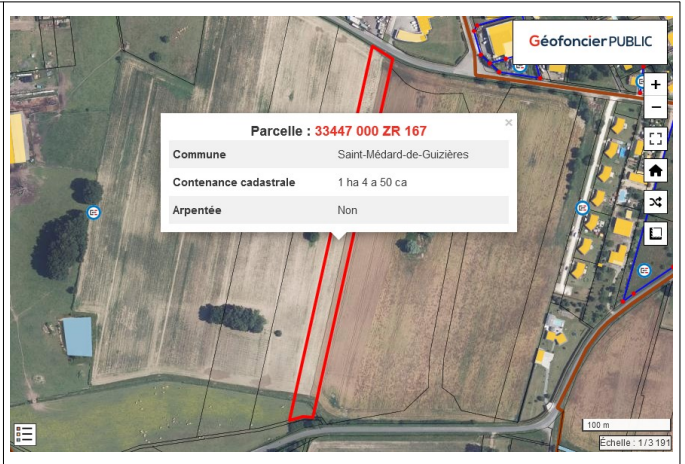 Géofoncier PUBLIC
Parcelle : 33447 000 ZR 167
×
Commune Saint-Médard-de-Guizières
Contenance cadastrale 1 ha 4 a 50 ca
Arpentée Non
+
−
100 m
Échelle : 1 / 3 191